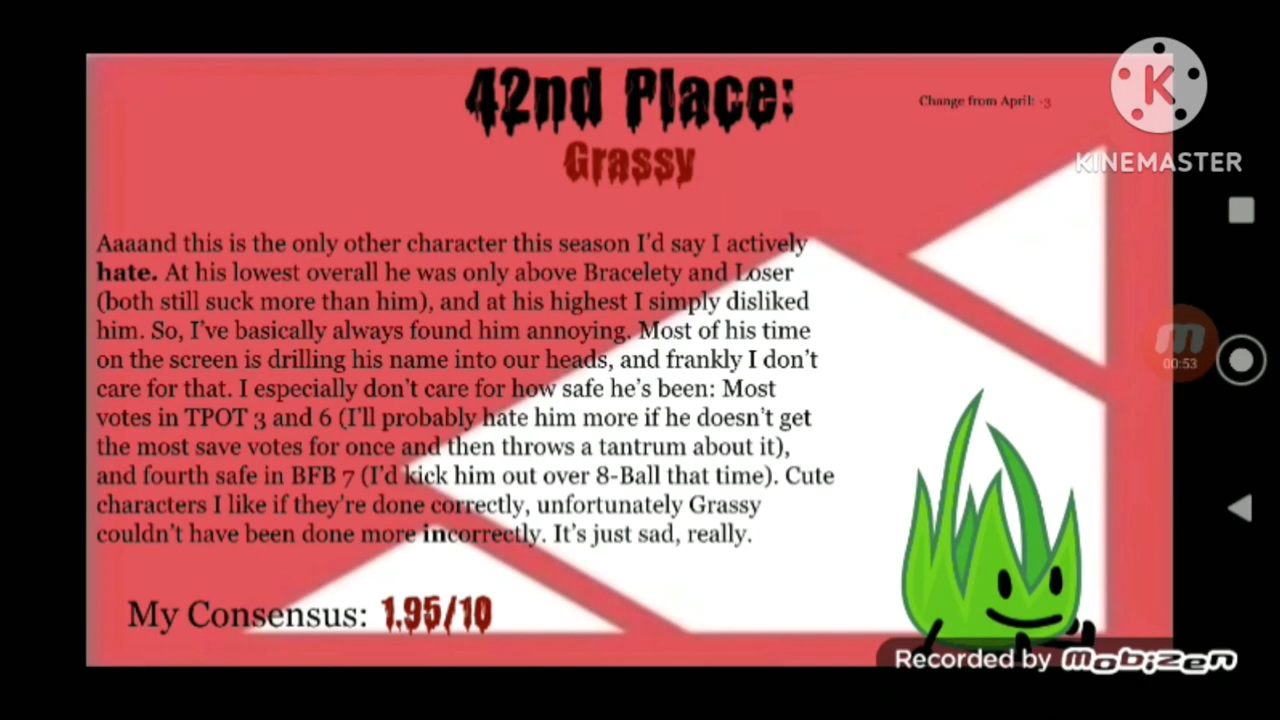 42nd Place:
Change from April: -3
Grassy
K
KINEMASTER
Aaaand this is the only other character this season I'd say I actively
hate. At his lowest overall he was only above Bracelety and Loser
(both still suck more than him), and at his highest I simply disliked
him. So, I've basically always found him annoying. Most of his time
on the screen is drilling his name into our heads, and frankly I don't
care for that. I especially don't care for how safe he's been: Most
votes in TPOT 3 and 6 (I'll probably hate him more if he doesn't get
the most save votes for once and then throws a tantrum about it),
and fourth safe in BFB 7 (I'd kick him out over 8-Ball that time). Cute
characters I like if they're done correctly, unfortunately Grassy
couldn't have been done more incorrectly. It's just sad, really.
m
00:53
My Consensus: 1.95/10
Recorded by mobizen